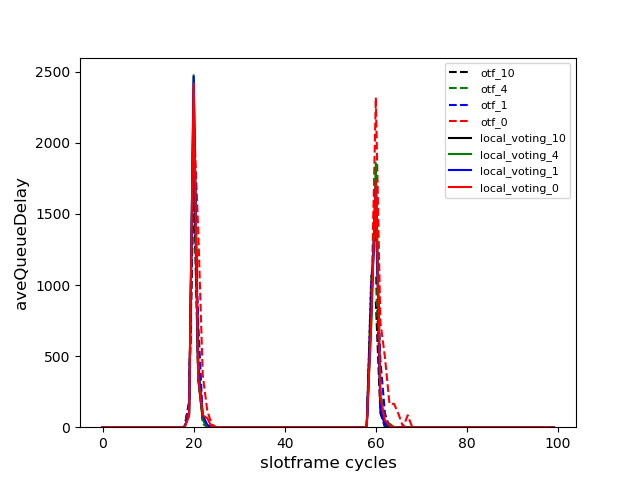 2500
2000
1500
1000
500
0
aveQueueDelay
0 20 40 60 80 100
slotframe cycles
otf_10
otf_4
otf_1
otf_0
local_voting_10
local_voting_4
local_voting_1
local_voting_0